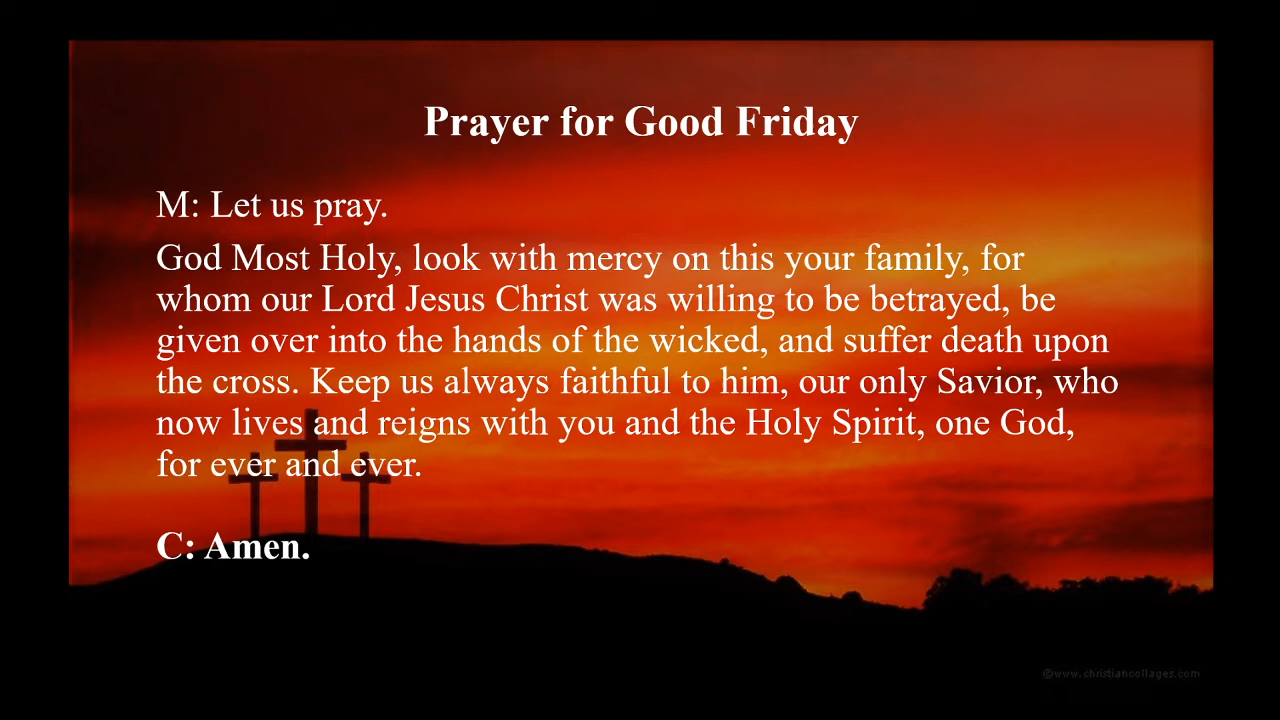 Prayer for Good Friday
M: Let us pray.
God Most Holy, look with mercy on this your family, for
whom our Lord Jesus Christ was willing to be betrayed, be
given over into the hands of the wicked, and suffer death upon
the cross. Keep us always faithful to him, our only Savior, who
now lives and reigns with you and the Holy Spirit, one God,
for ever and ever.
C: Amen.
©www.christiancollages.com